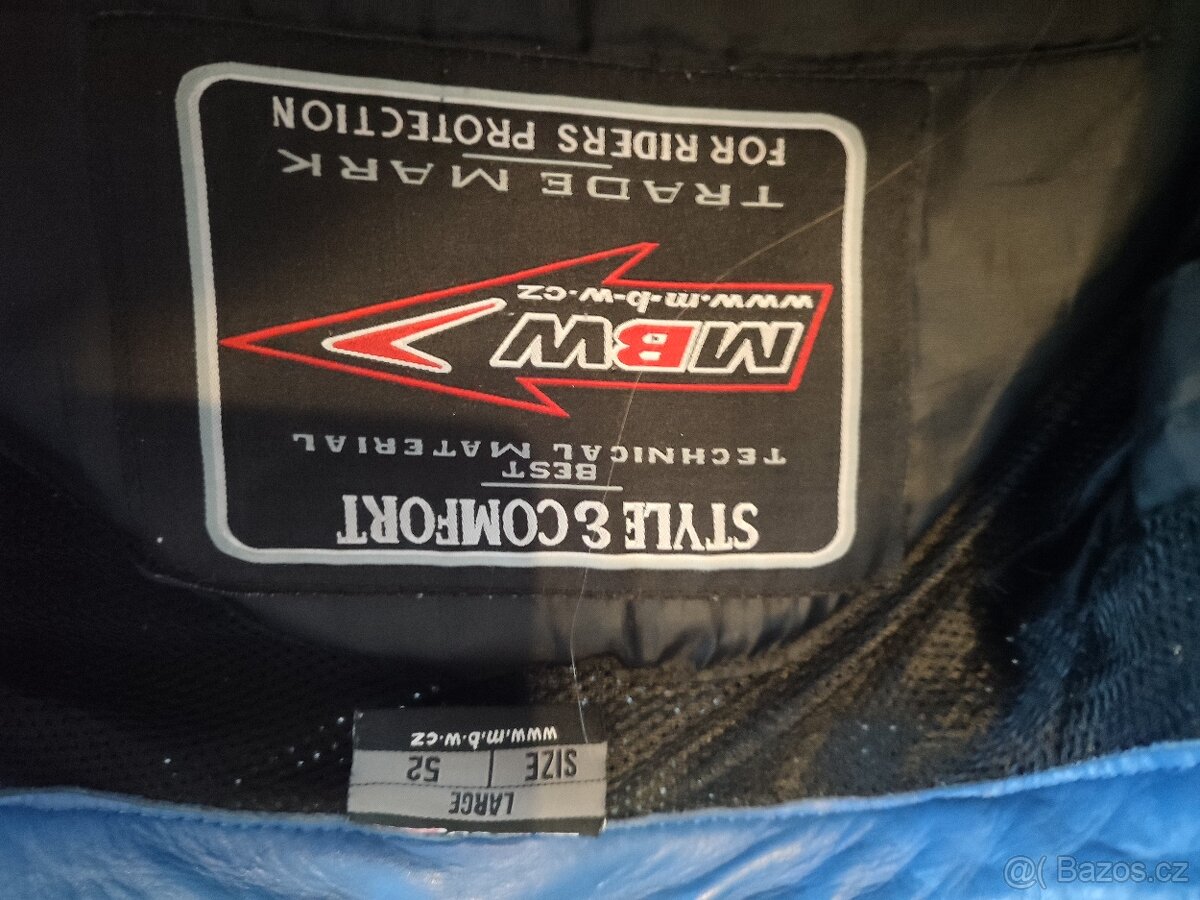 STYLE & COMFORT
BEST
TECHNICAL MATERIAL
MBW
www.m-b-w.cz
TRADE MARK
FOR RIDERS PROTECTION
LARGE
SIZE | 52
www.m.b.w.cz
@( Bazos.cz